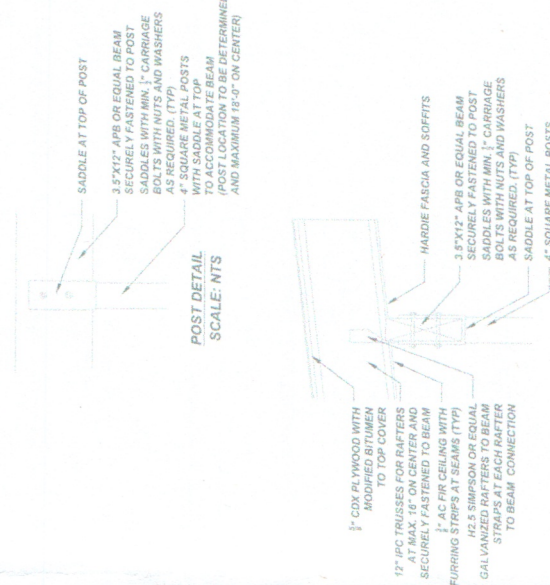 SADDLE AT TOP OF POST
3.5"X12" APB OR EQUAL BEAM
SECURELY FASTENED TO POST
SADDLES WITH MIN. ½" CARRIAGE
BOLTS WITH NUTS AND WASHERS
AS REQUIRED. (TYP)
4" SQUARE METAL POSTS
WITH SADDLE AT TOP
TO ACCOMMODATE BEAM
(POST LOCATION TO BE DETERMINED
AND MAXIMUM 18'-0" ON CENTER)
POST DETAIL
SCALE: NTS
HARDIE FASCIA AND SOFFITS
3.5"X12" APB OR EQUAL BEAM
SECURELY FASTENED TO POST
SADDLES WITH MIN. ½" CARRIAGE
BOLTS WITH NUTS AND WASHERS
AS REQUIRED. (TYP)
SADDLE AT TOP OF POST
4" SQUARE METAL POSTS
CDX PLYWOOD WITH
MODIFIED BITUMEN
TO TOP COVER
12" IPC TRUSSES FOR RAFTERS
AT MAX. 16" ON CENTER AND
SECURELY FASTENED TO BEAM
AC FIR CEILING WITH
FURRING STRIPS AT SEAMS (TYP)
H2.5 SIMPSON OR EQUAL
GALVANIZED RAFTERS TO BEAM
STRAPS AT EACH RAFTER
TO BEAM CONNECTION